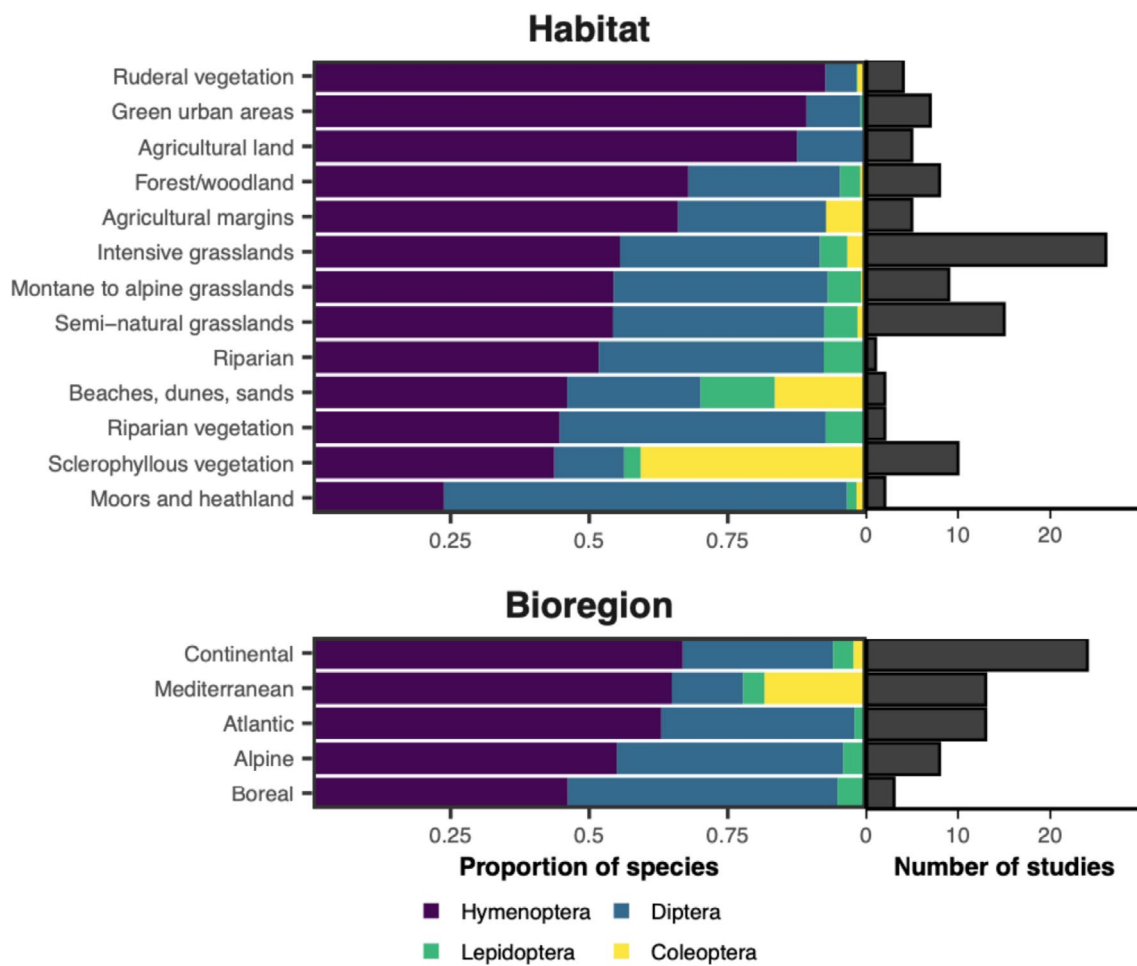 Habitat
Ruderal vegetation
Green urban areas
Agricultural land
Forest/woodland
Agricultural margins
Intensive grasslands
Montane to alpine grasslands
Semi−natural grasslands
Riparian
Beaches, dunes, sands
Riparian vegetation
Sclerophyllous vegetation
Moors and heathland
0.25 0.5 0.75 0 10 20
Bioregion
Continental
Mediterranean
Atlantic
Alpine
Boreal
0.25 0.5 0.75 0 10 20
Proportion of species Number of studies
Hymenoptera Diptera
Lepidoptera Coleoptera